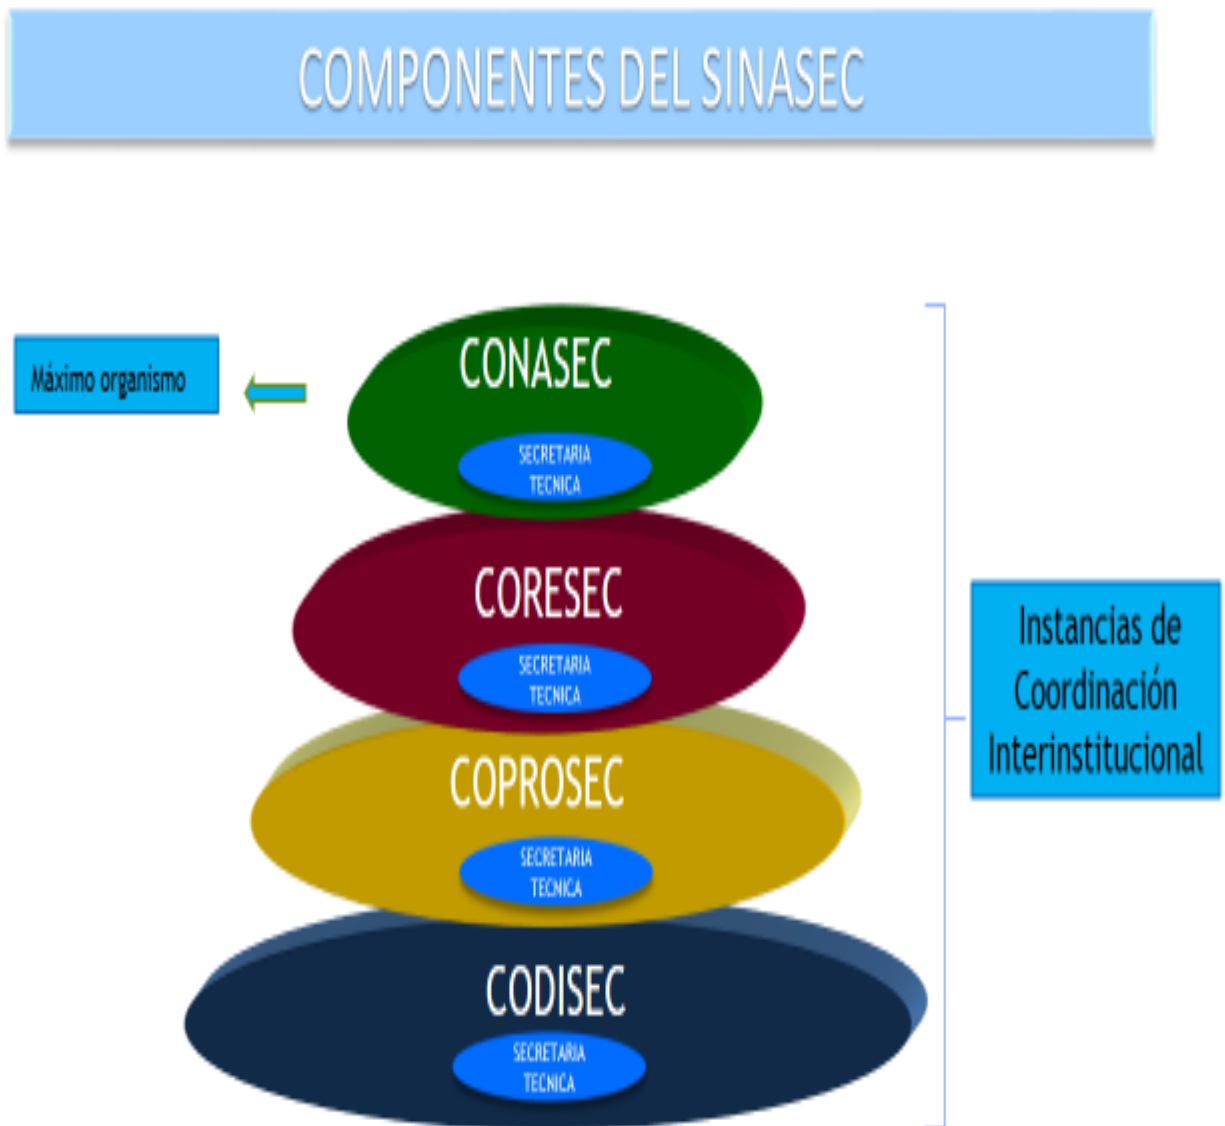 COMPONENTES DEL SINASEC
Máximo organismo
CONASEC
SECRETARIA
TECNICA
CORESEC
SECRETARIA
TECNICA
COPROSEC
SECRETARIA
TECNICA
CODISEC
SECRETARIA
TECNICA
Instancias de
Coordinación
Interinstitucional